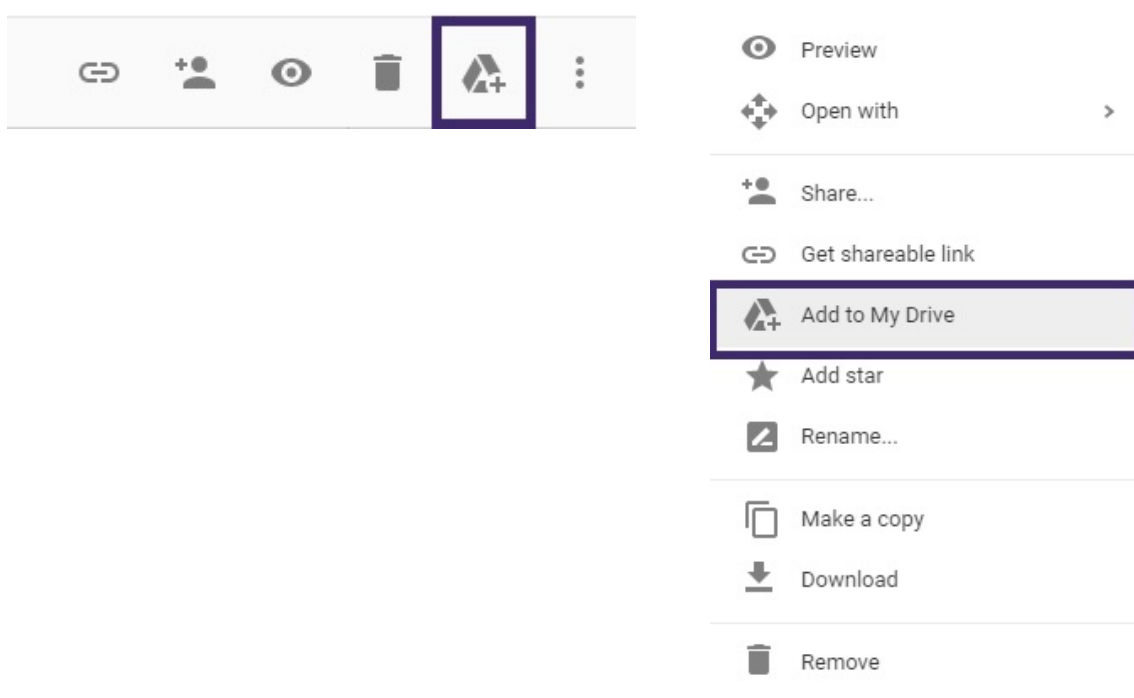 Preview
Open with
Share...
Get shareable link
Add to My Drive
Add star
Rename...
Make a copy
Download
Remove